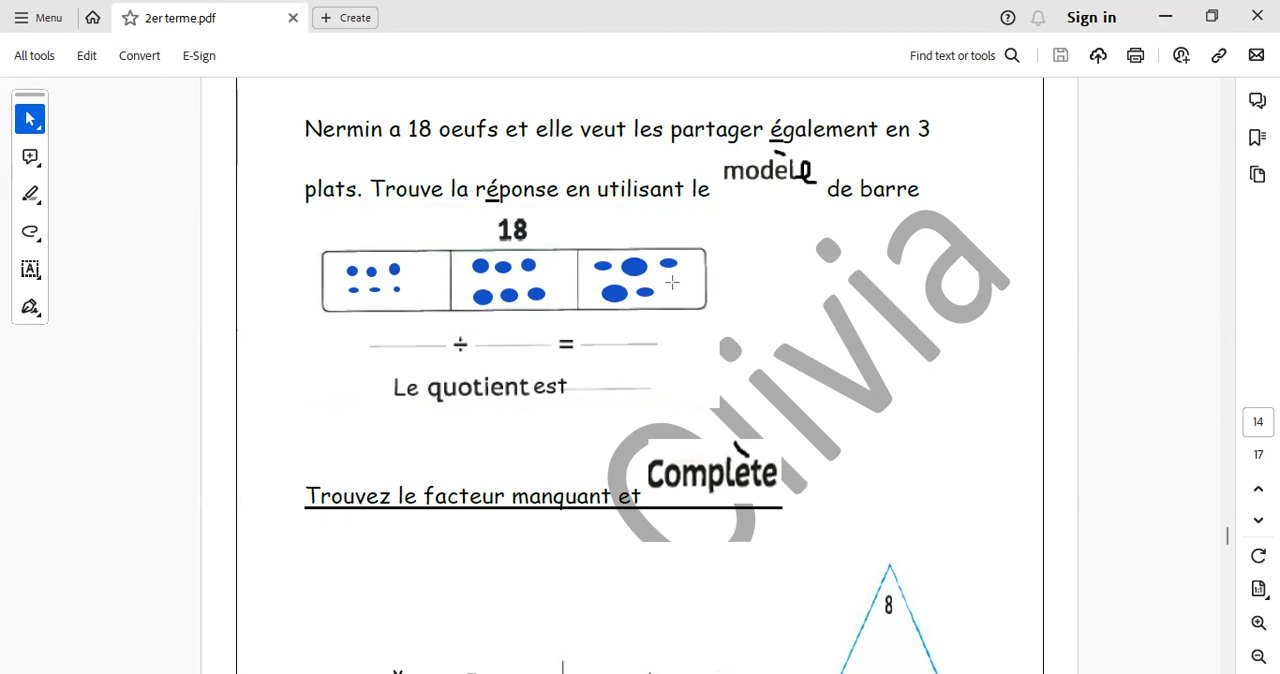 Menu
2er terme.pdf
Create
Sign in
All tools
Edit
Convert
E-Sign
Find text or tools
Nermin a 18 oeufs et elle veut les partager également en 3
plats. Trouve la réponse en utilisant le modèle de barre
18
÷ =
Le quotient est
Trouvez le facteur manquant et Complète
8
Olivia
14
17